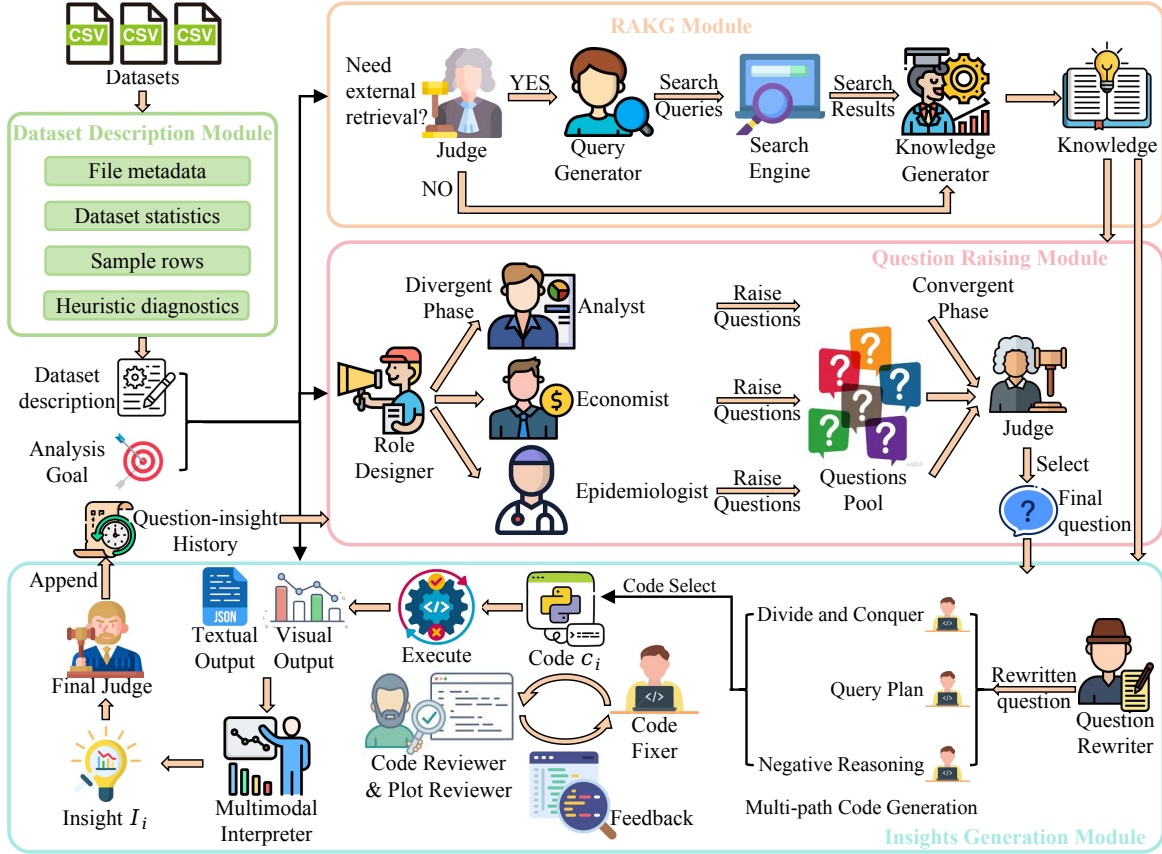 CSV CSV CSV
Datasets
Dataset Description Module
File metadata
Dataset statistics
Sample rows
Heuristic diagnostics
Dataset
description
Analysis
Goal
Question-insight
History
RAKG Module
Need
external
retrieval?
Judge
YES
NO
Query
Generator
Search
Queries
Search
Engine
Search
Results
Knowledge
Generator
Knowledge
Question Raising Module
Divergent
Phase
Role
Designer
Analyst
Economist
Epidemiologist
Raise
Questions
Raise
Questions
Raise
Questions
Questions
Pool
Convergent
Phase
Judge
Select
Final
question
Insights Generation Module
Question
Rewriter
Rewritten
question
Divide and Conquer
Query Plan
Negative Reasoning
Multi-path Code Generation
Code Select
Code c_i
Execute
Code Reviewer
& Plot Reviewer
Code
Fixer
Feedback
JSON
Textual
Output
Visual
Output
Multimodal
Interpreter
Insight I_i
Final Judge
Append